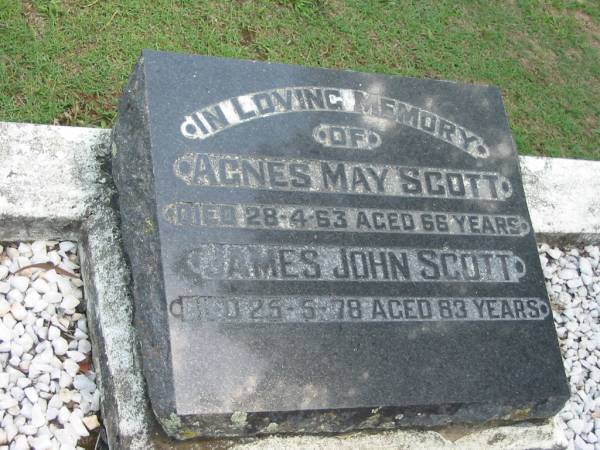 IN LOVING MEMORY
OF
AGNES MAY SCOTT
DIED 28-4-63 AGED 66 YEARS
JAMES JOHN SCOTT
DIED 25-5-78 AGED 83 YEARS